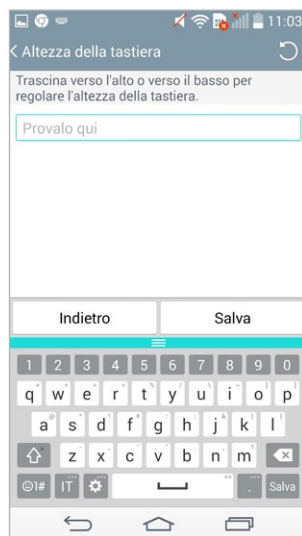 11:03
Altezza della tastiera
Trascina verso l'alto o verso il basso per
regolare l'altezza della tastiera.
Provalo qui
Indietro Salva
1 2 3 4 5 6 7 8 9 0
q w e r t y u i o p
a s d f g h j k l
z x c v b n m
☺1# IT . Salva